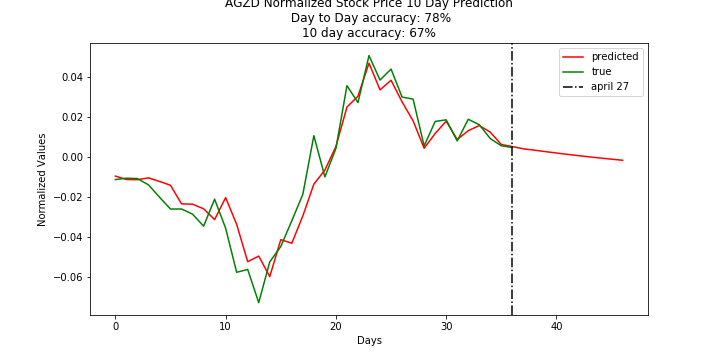 AGZD Normalized Stock Price 10 Day Prediction
Day to Day accuracy: 78%
10 day accuracy: 67%
predicted
true
april 27
Normalized Values
0.04
0.02
0.00
−0.02
−0.04
−0.06
0
10
20
30
40
Days